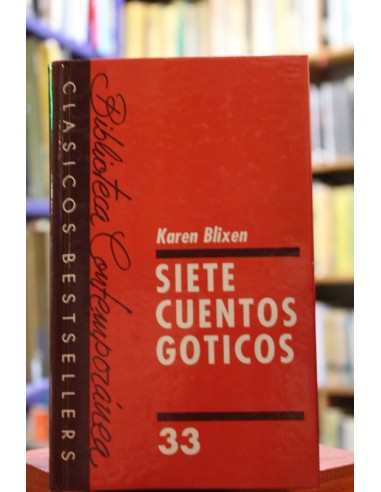 CLASICOS BESTSELLERS
Biblioteca Contemporánea
Karen Blixen
SIETE
CUENTOS
GOTICOS
33